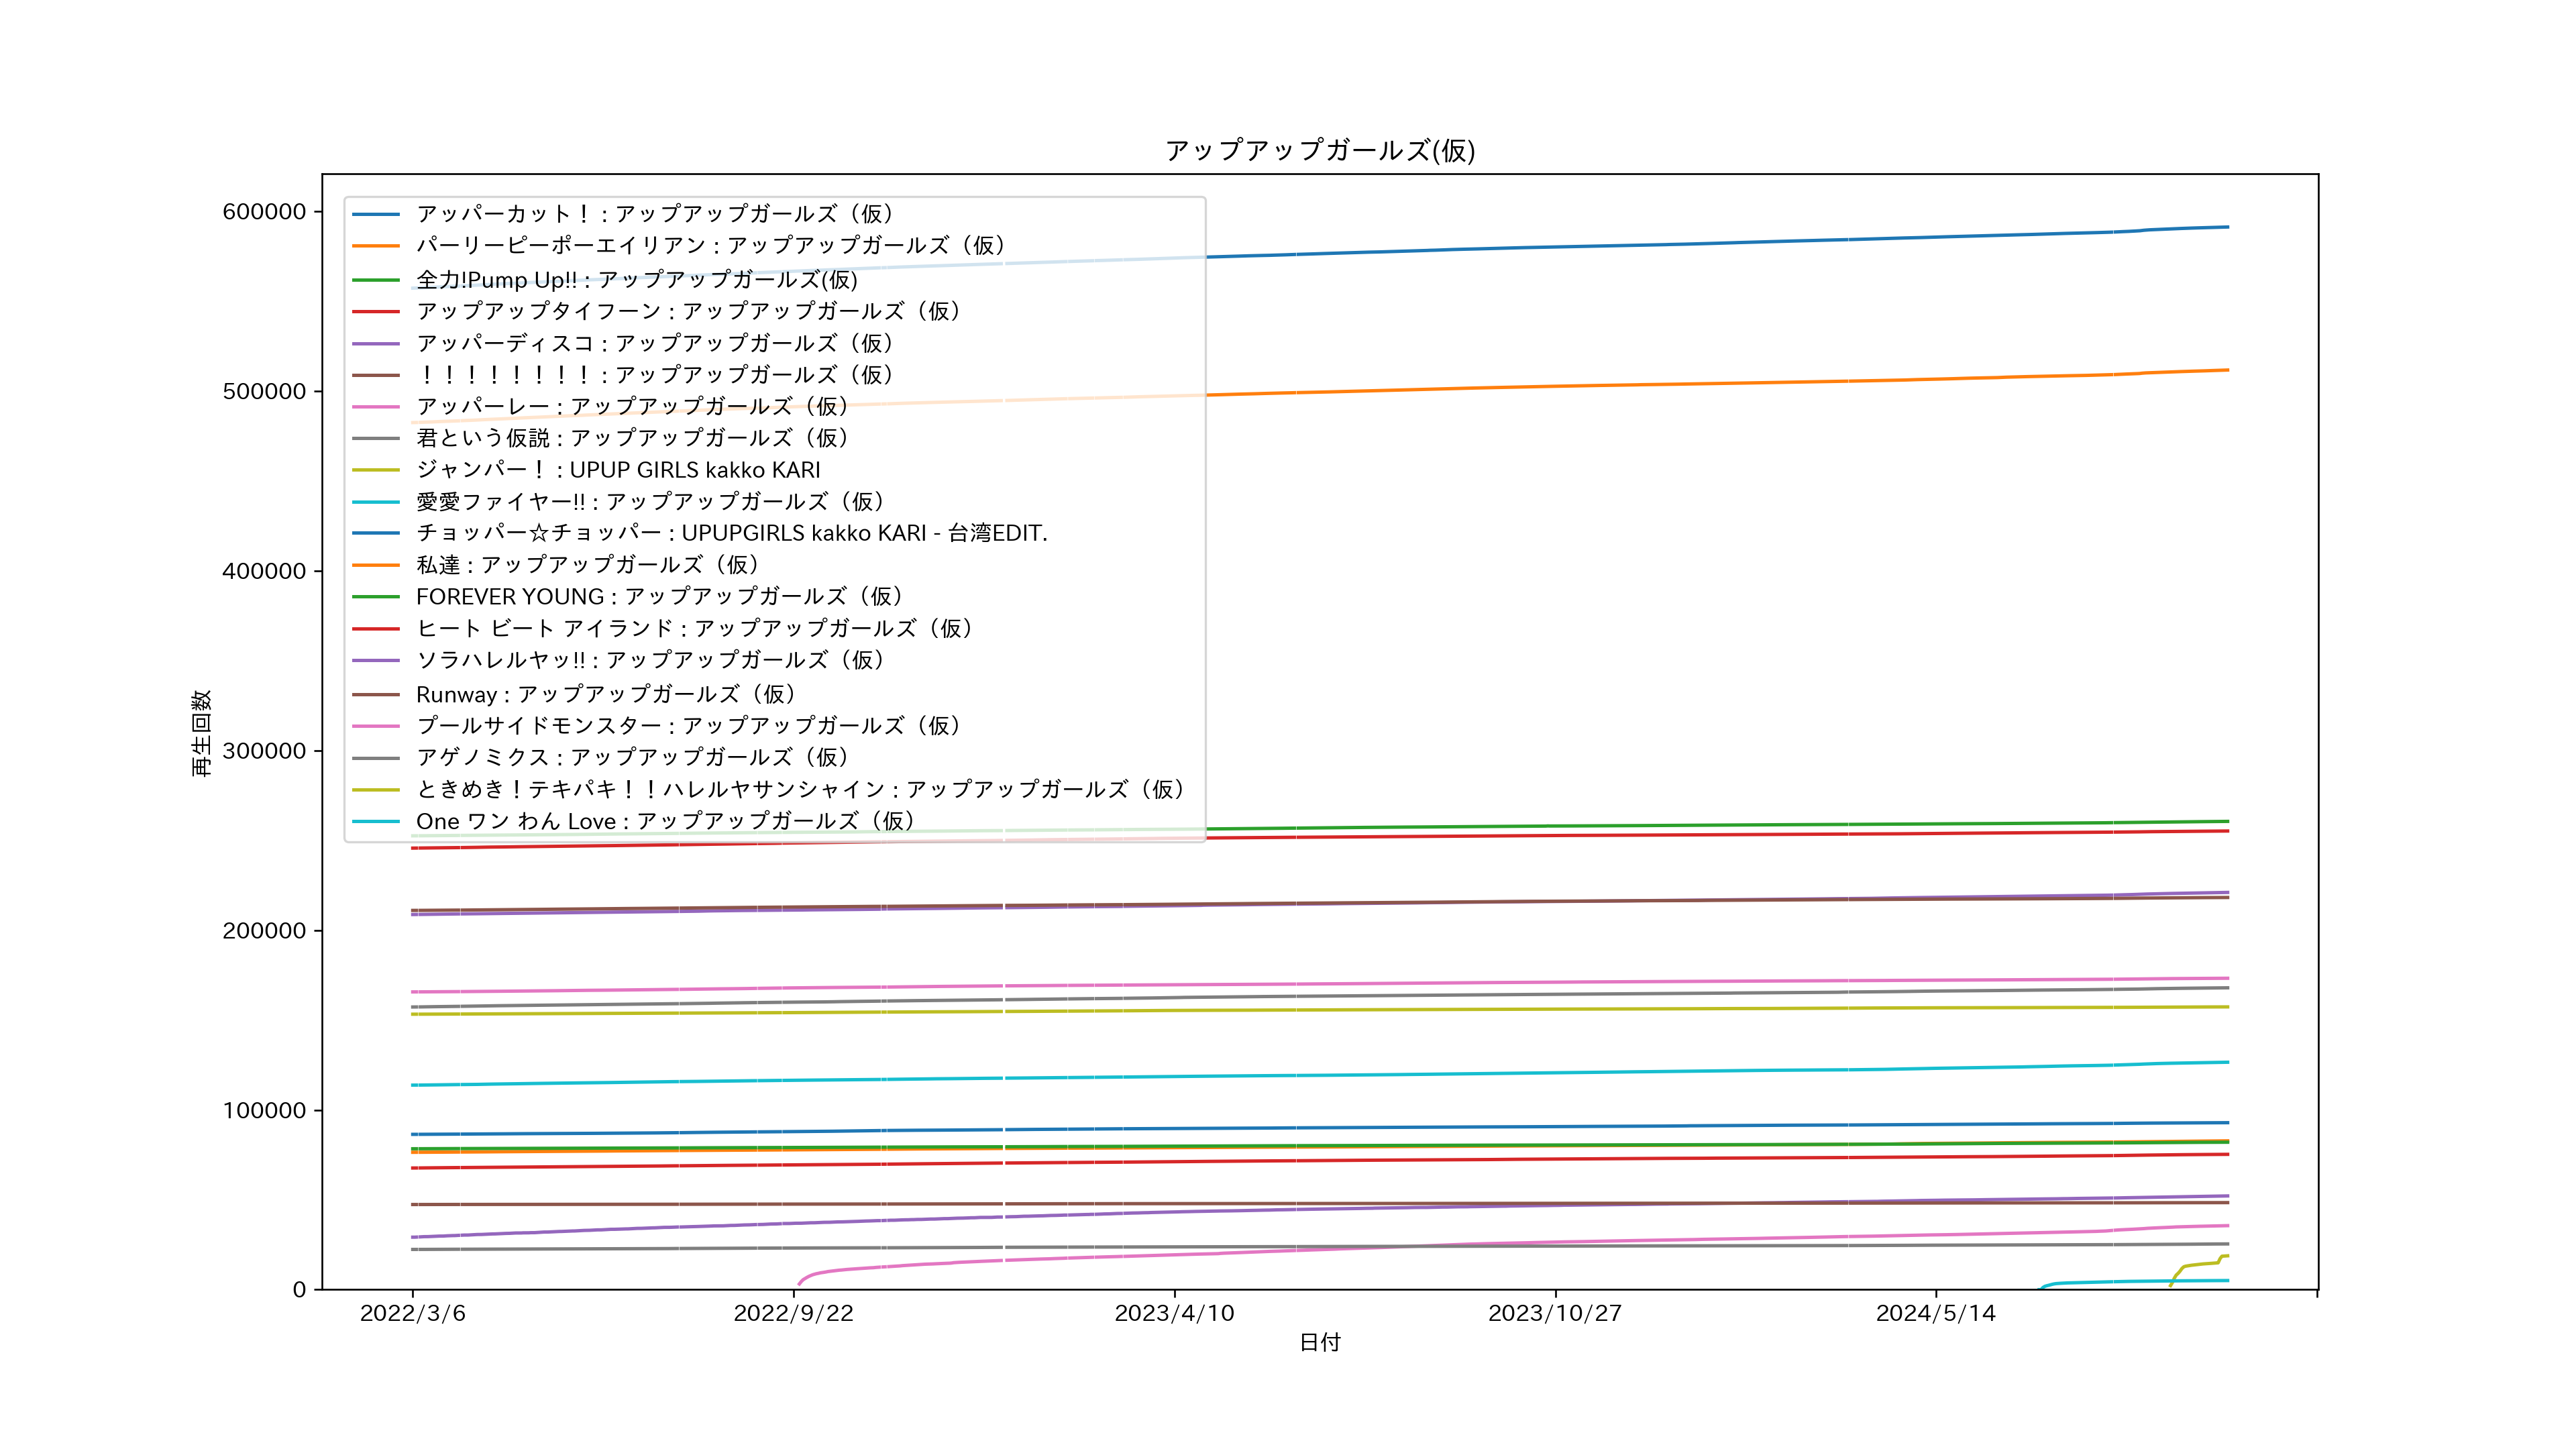 アップアップガールズ(仮)
アッパーカット！ : アップアップガールズ（仮）
パーリーピーポーエイリアン : アップアップガールズ（仮）
全力!Pump Up!! : アップアップガールズ(仮)
アップアップタイフーン : アップアップガールズ（仮）
アッパーディスコ : アップアップガールズ（仮）
！！！！！！！！ : アップアップガールズ（仮）
アッパーレー : アップアップガールズ（仮）
君という仮説 : アップアップガールズ（仮）
ジャンパー！ : UPUP GIRLS kakko KARI
愛愛ファイヤー!! : アップアップガールズ（仮）
チョッパー☆チョッパー : UPUPGIRLS kakko KARI - 台湾EDIT.
私達 : アップアップガールズ（仮）
FOREVER YOUNG : アップアップガールズ（仮）
ヒート ビート アイランド : アップアップガールズ（仮）
ソラハレルヤッ!! : アップアップガールズ（仮）
Runway : アップアップガールズ（仮）
プールサイドモンスター : アップアップガールズ（仮）
アゲノミクス : アップアップガールズ（仮）
ときめき！テキパキ！！ハレルヤサンシャイン : アップアップガールズ（仮）
One ワン わん Love : アップアップガールズ（仮）
600000
500000
400000
300000
200000
100000
0
再生回数
2022/3/6
2022/9/22
2023/4/10
2023/10/27
2024/5/14
日付